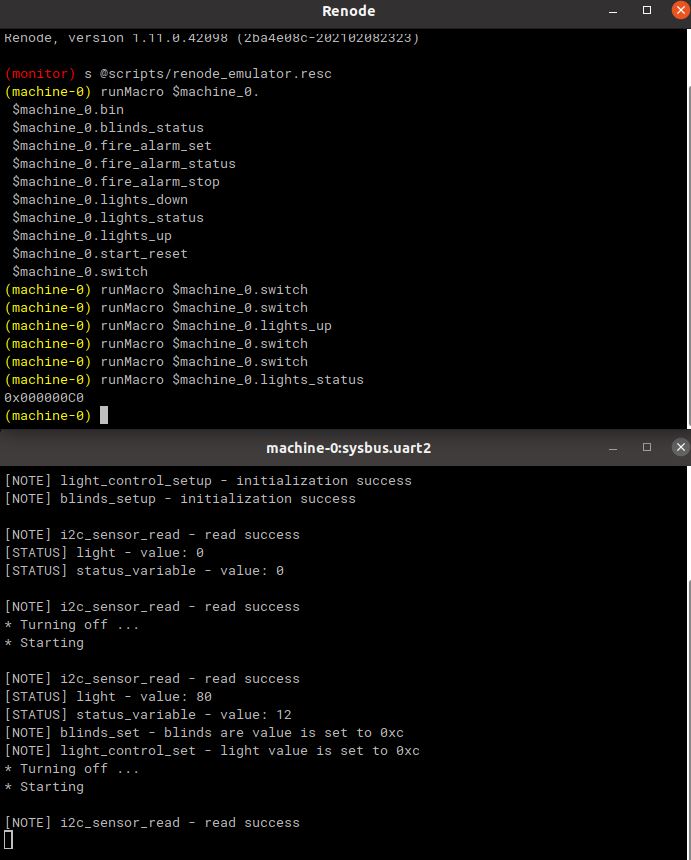 Renode
Renode, version 1.11.0.42098 (2ba4e08c-202102082323)
(monitor) s @scripts/renode_emulator.resc
(machine-0) runMacro $machine_0.
$machine_0.bin
$machine_0.blinds_status
$machine_0.fire_alarm_set
$machine_0.fire_alarm_status
$machine_0.fire_alarm_stop
$machine_0.lights_down
$machine_0.lights_status
$machine_0.lights_up
$machine_0.start_reset
$machine_0.switch
(machine-0) runMacro $machine_0.switch
(machine-0) runMacro $machine_0.switch
(machine-0) runMacro $machine_0.lights_up
(machine-0) runMacro $machine_0.switch
(machine-0) runMacro $machine_0.switch
(machine-0) runMacro $machine_0.lights_status
0x000000C0
(machine-0)
machine-0:sysbus.uart2
[NOTE] light_control_setup - initialization success
[NOTE] blinds_setup - initialization success
[NOTE] i2c_sensor_read - read success
[STATUS] light - value: 0
[STATUS] status_variable - value: 0
[NOTE] i2c_sensor_read - read success
* Turning off ...
* Starting
[NOTE] i2c_sensor_read - read success
[STATUS] light - value: 80
[STATUS] status_variable - value: 12
[NOTE] blinds_set - blinds are value is set to 0xc
[NOTE] light_control_set - light value is set to 0xc
* Turning off ...
* Starting
[NOTE] i2c_sensor_read - read success